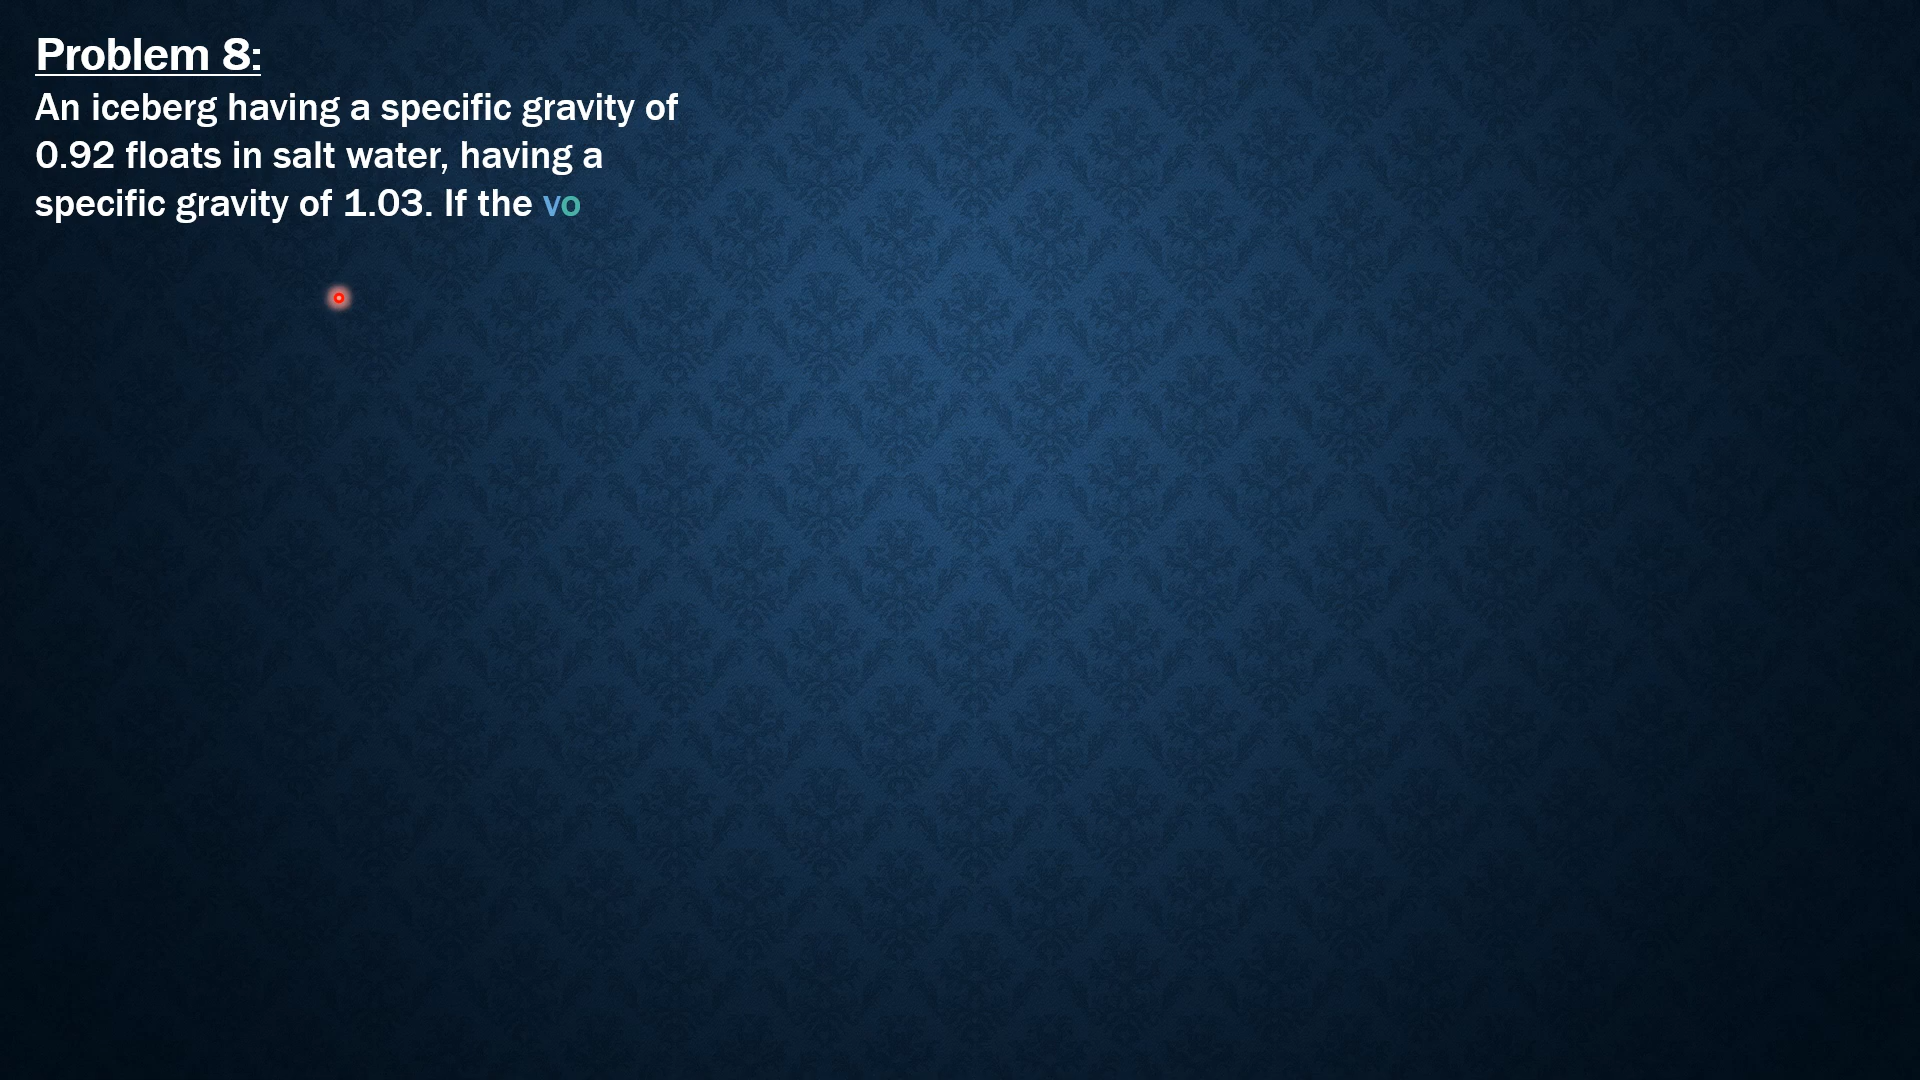 Problem 8:
An iceberg having a specific gravity of
0.92 floats in salt water, having a
specific gravity of 1.03. If the vo